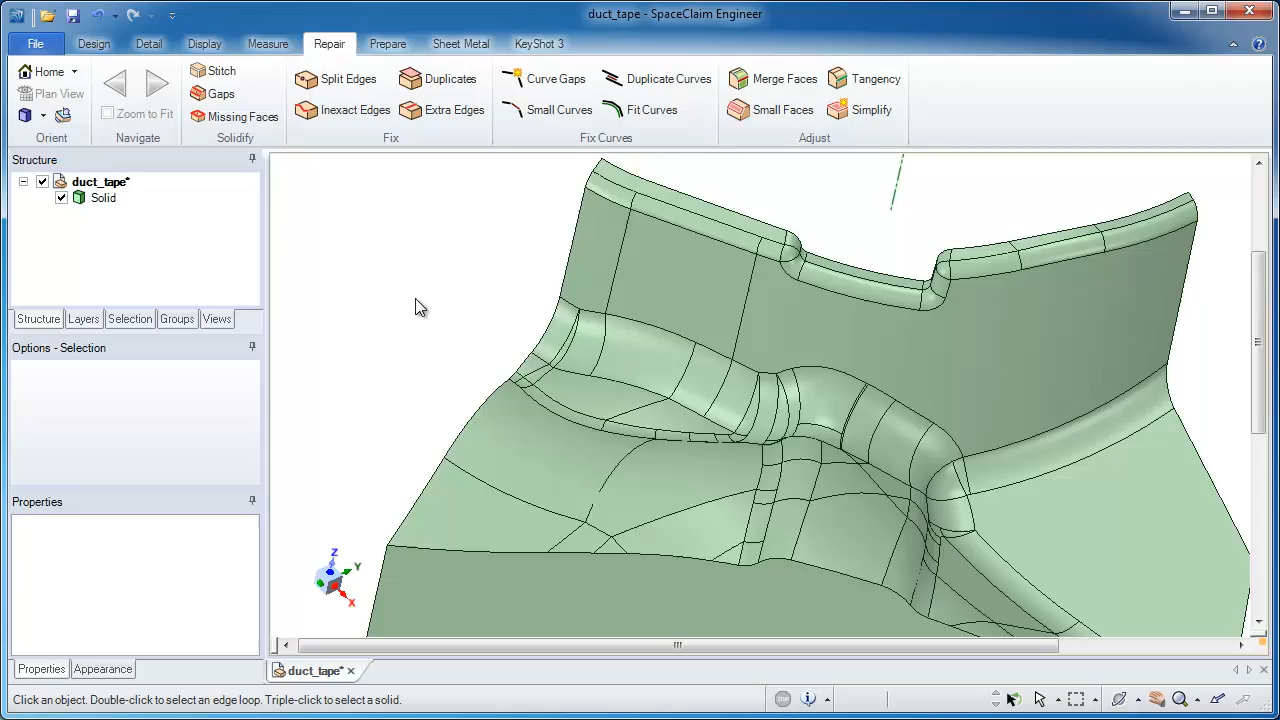 duct_tape - SpaceClaim Engineer
File Design Detail Display Measure Repair Prepare Sheet Metal KeyShot 3
Home
Plan View
Orient
Zoom to Fit
Navigate
Stitch
Gaps
Missing Faces
Solidify
Split Edges Duplicates
Inexact Edges Extra Edges
Fix
Curve Gaps Duplicate Curves
Small Curves Fit Curves
Fix Curves
Merge Faces Tangency
Small Faces Simplify
Adjust
Structure
duct_tape*
Solid
Structure Layers Selection Groups Views
Options - Selection
Properties
Properties Appearance
Z
Y
X
duct_tape*
Click an object. Double-click to select an edge loop. Triple-click to select a solid.